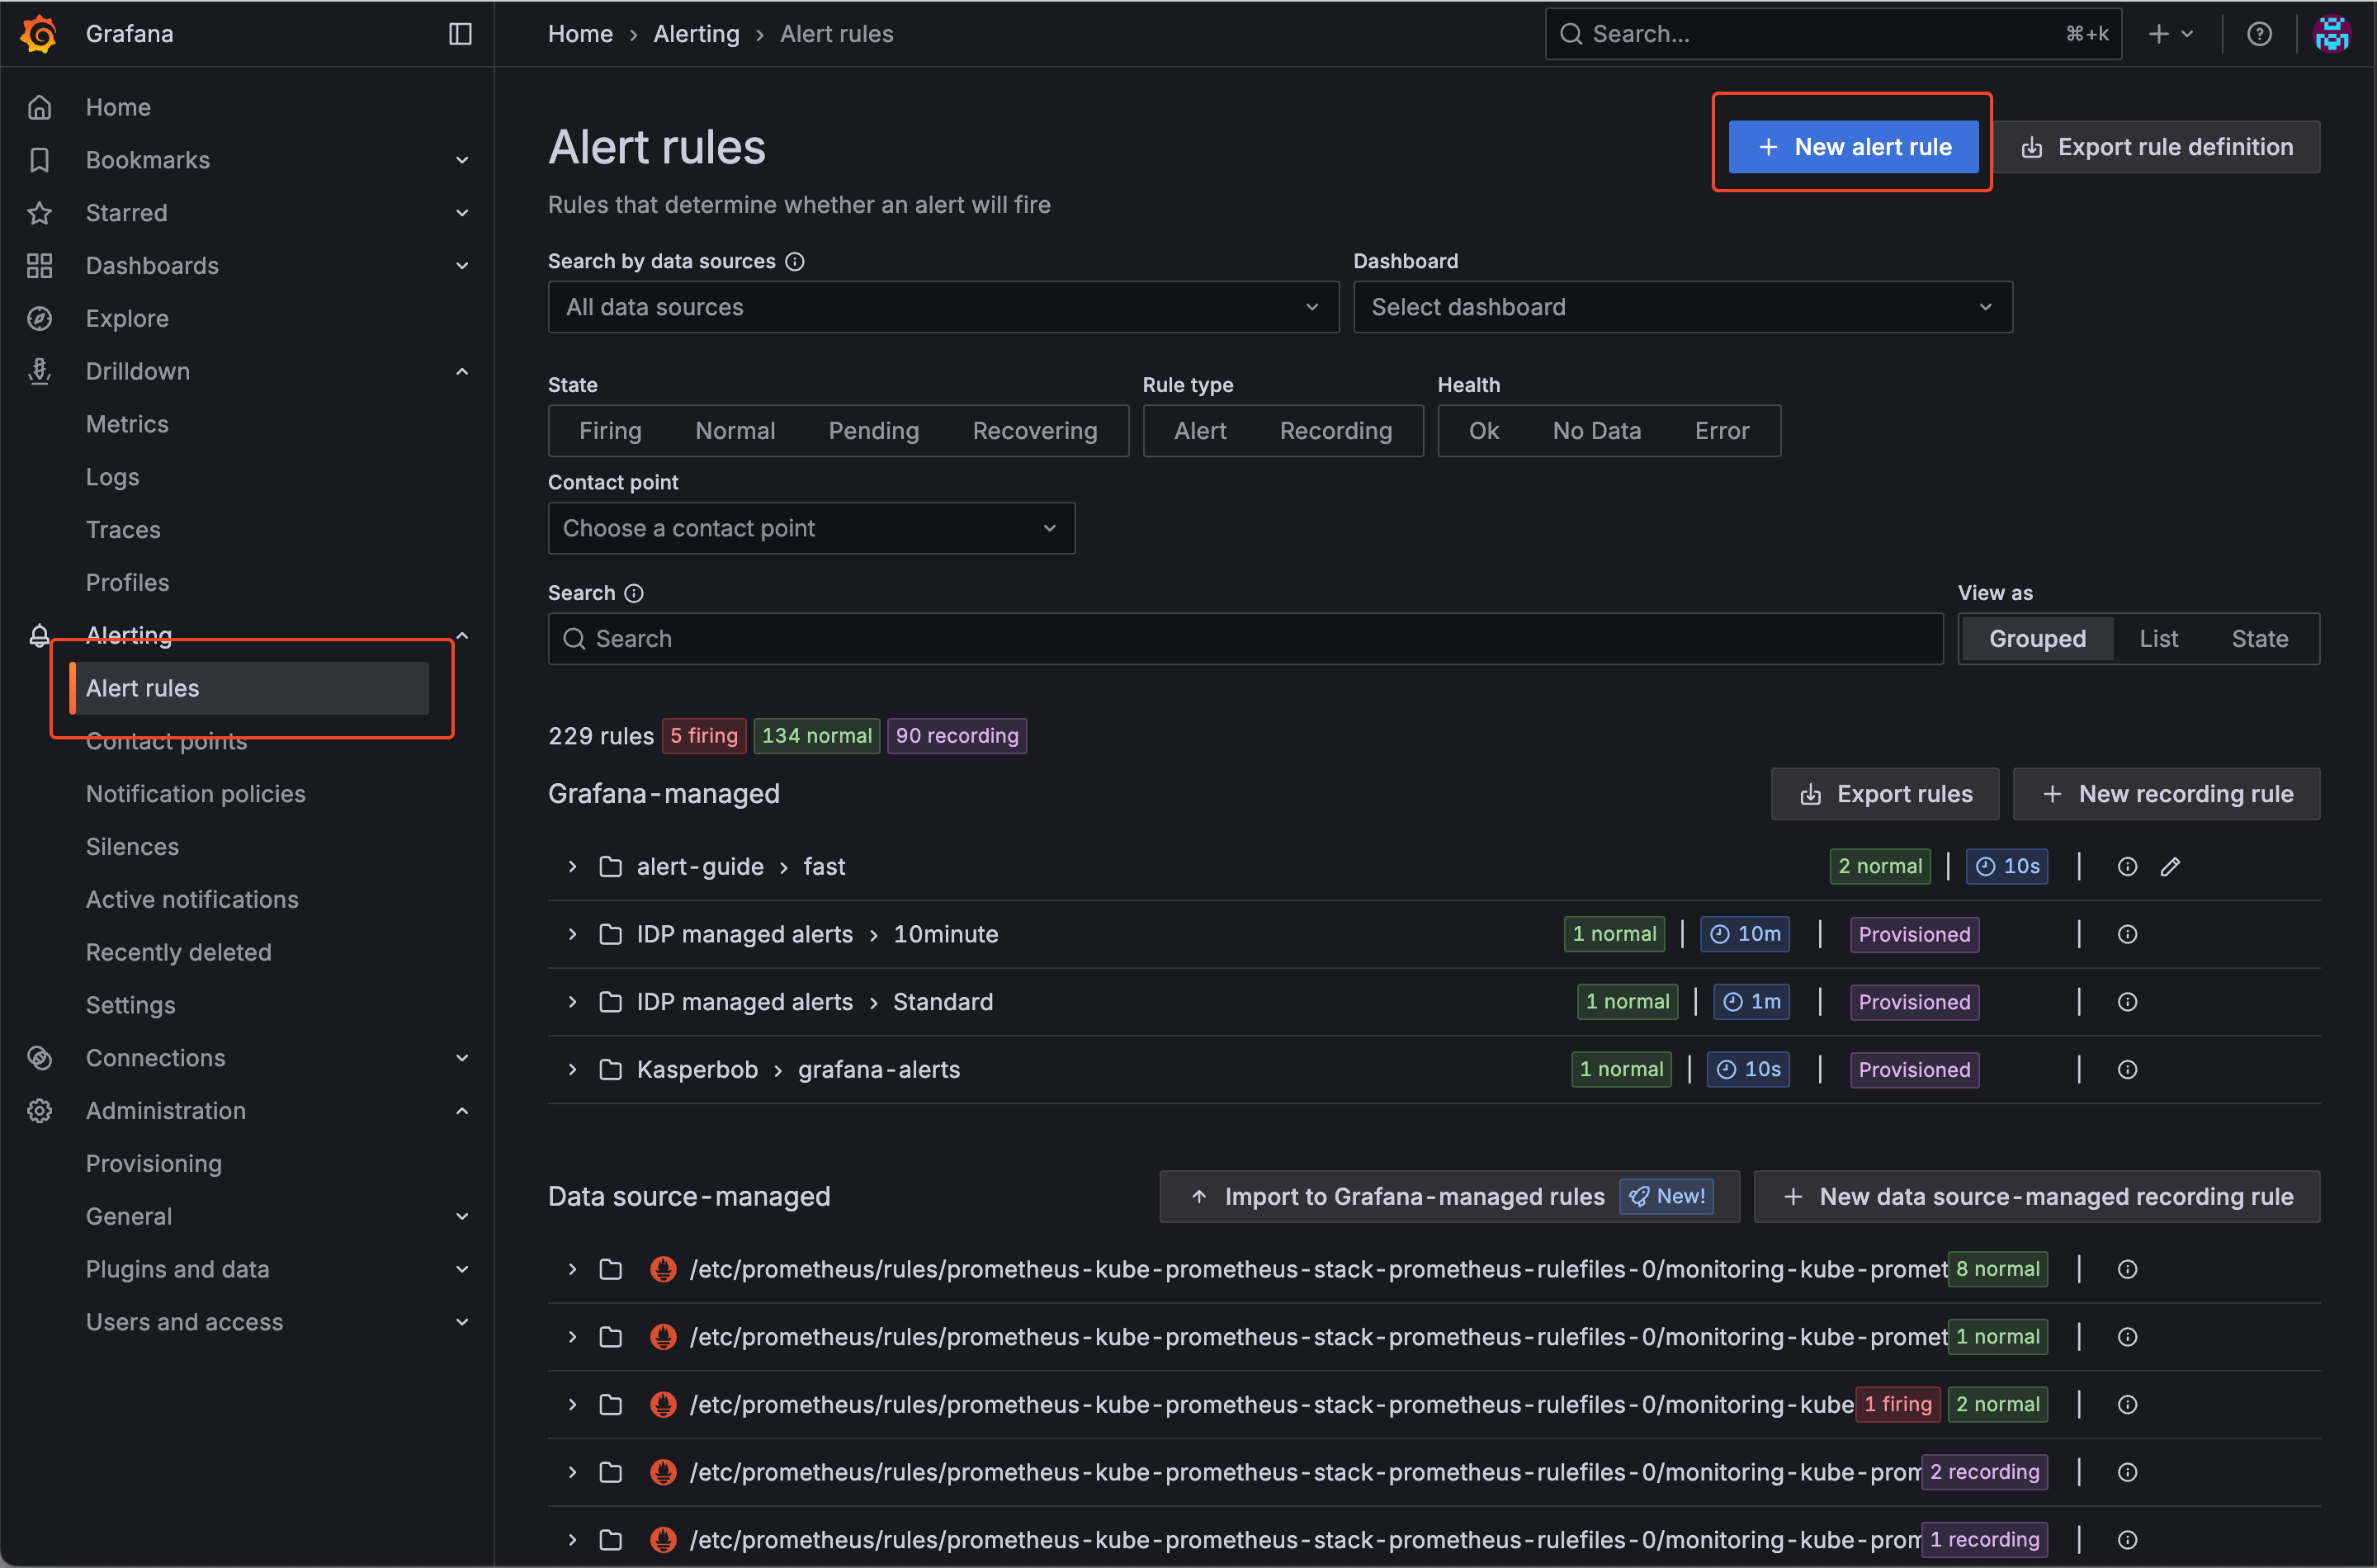 Grafana
Home
Bookmarks
Starred
Dashboards
Explore
Drilldown
Metrics
Logs
Traces
Profiles
Alerting
Alert rules
Contact points
Notification policies
Silences
Active notifications
Recently deleted
Settings
Connections
Administration
Provisioning
General
Plugins and data
Users and access
Home › Alerting › Alert rules
Search... ⌘+k
Alert rules
+ New alert rule
Export rule definition
Rules that determine whether an alert will fire
Search by data sources
Dashboard
All data sources
Select dashboard
State
Rule type
Health
Firing Normal Pending Recovering
Alert Recording
Ok No Data Error
Contact point
Choose a contact point
Search
View as
Search
Grouped List State
229 rules 5 firing 134 normal 90 recording
Grafana-managed
Export rules
+ New recording rule
alert-guide › fast 2 normal | 10s |
IDP managed alerts › 10minute 1 normal | 10m | Provisioned |
IDP managed alerts › Standard 1 normal | 1m | Provisioned |
Kasperbob › grafana-alerts 1 normal | 10s | Provisioned |
Data source-managed
Import to Grafana-managed rules New!
+ New data source-managed recording rule
/etc/prometheus/rules/prometheus-kube-prometheus-stack-prometheus-rulefiles-0/monitoring-kube-promet 8 normal |
/etc/prometheus/rules/prometheus-kube-prometheus-stack-prometheus-rulefiles-0/monitoring-kube-promet 1 normal |
/etc/prometheus/rules/prometheus-kube-prometheus-stack-prometheus-rulefiles-0/monitoring-kube 1 firing 2 normal |
/etc/prometheus/rules/prometheus-kube-prometheus-stack-prometheus-rulefiles-0/monitoring-kube-prom 2 recording |
/etc/prometheus/rules/prometheus-kube-prometheus-stack-prometheus-rulefiles-0/monitoring-kube-prom 1 recording |